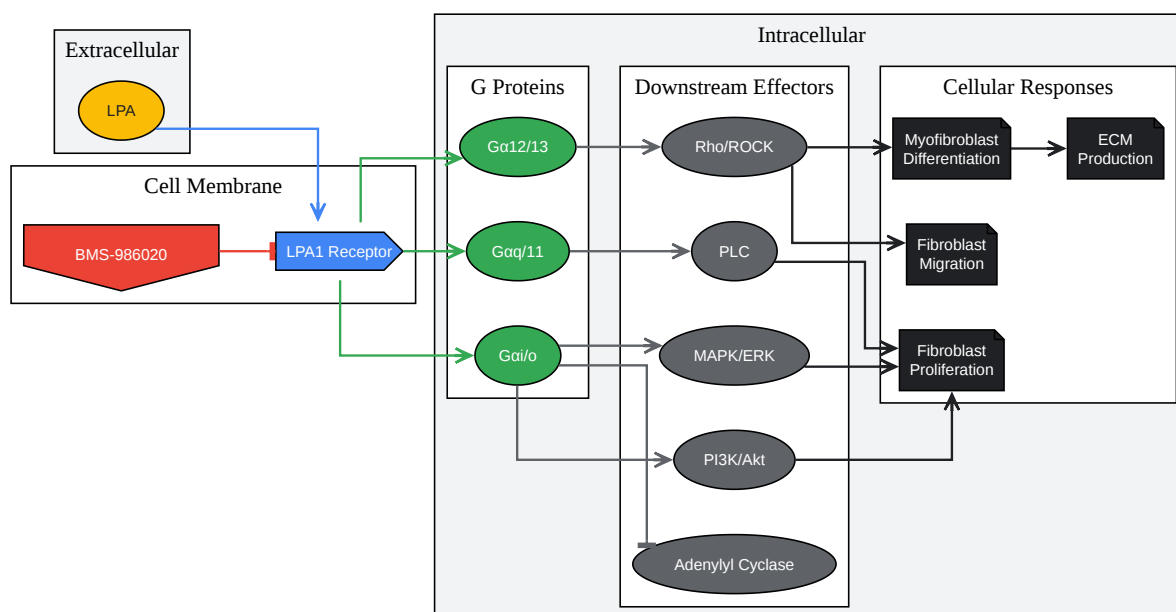 Intracellular
Extracellular
LPA
Cell Membrane
BMS-986020
LPA1 Receptor
G Proteins
Gα12/13
Gαq/11
Gαi/o
Downstream Effectors
Rho/ROCK
PLC
MAPK/ERK
PI3K/Akt
Adenylyl Cyclase
Cellular Responses
Myofibroblast
Differentiation
ECM
Production
Fibroblast
Migration
Fibroblast
Proliferation